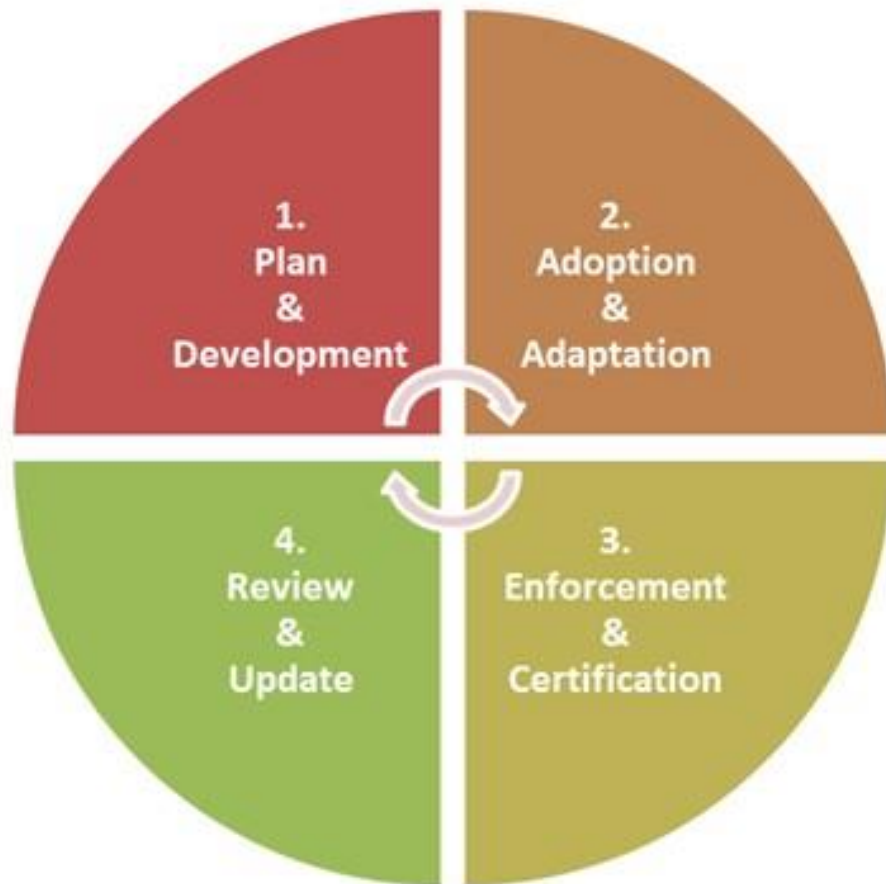 1.
Plan
&
Development
2.
Adoption
&
Adaptation
3.
Enforcement
&
Certification
4.
Review
&
Update